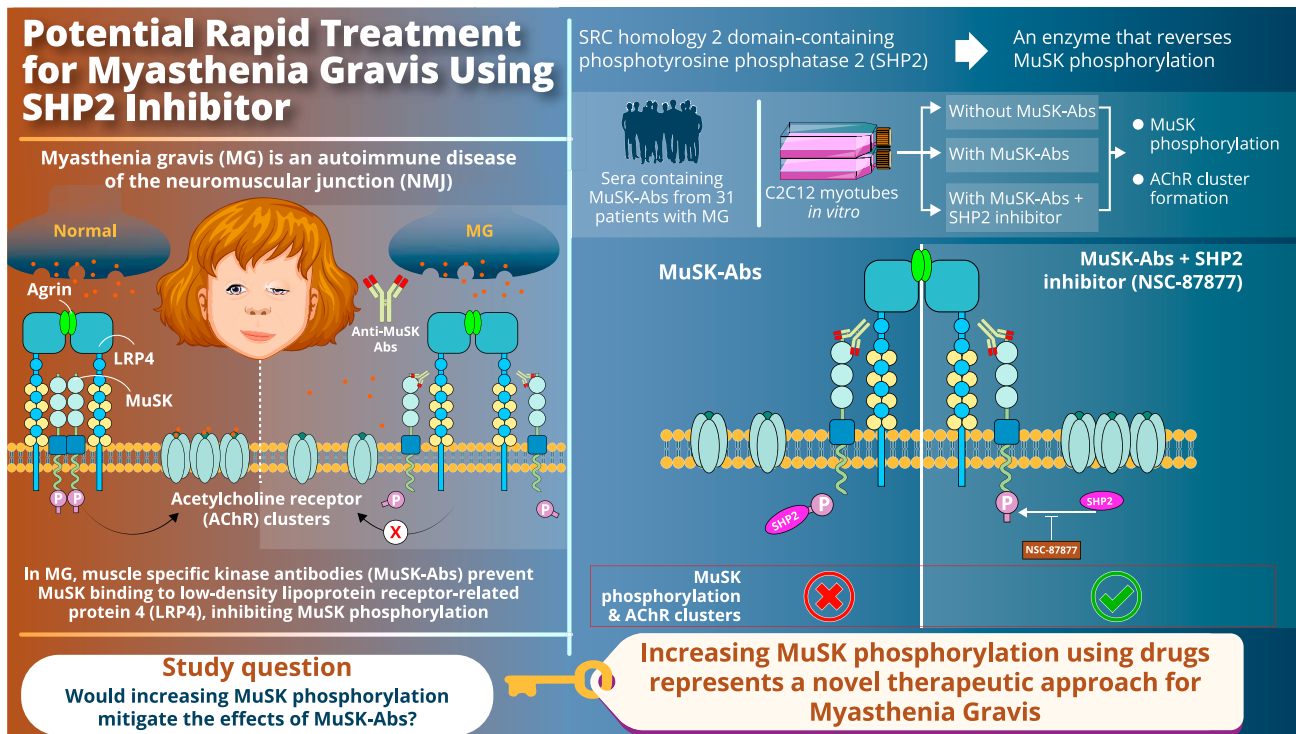 Potential Rapid Treatment
for Myasthenia Gravis Using
SHP2 Inhibitor
Myasthenia gravis (MG) is an autoimmune disease
of the neuromuscular junction (NMJ)
Normal
MG
Agrin
LRP4
MuSK
Anti-MuSK
Abs
P
P
P
P
Acetylcholine receptor
(AChR) clusters
X
In MG, muscle specific kinase antibodies (MuSK-Abs) prevent
MuSK binding to low-density lipoprotein receptor-related
protein 4 (LRP4), inhibiting MuSK phosphorylation
Study question
Would increasing MuSK phosphorylation
mitigate the effects of MuSK-Abs?
SRC homology 2 domain-containing
phosphotyrosine phosphatase 2 (SHP2)
An enzyme that reverses
MuSK phosphorylation
Sera containing
MuSK-Abs from 31
patients with MG
C2C12 myotubes
in vitro
Without MuSK-Abs
With MuSK-Abs
With MuSK-Abs +
SHP2 inhibitor
● MuSK
phosphorylation
● AChR cluster
formation
MuSK-Abs
MuSK-Abs + SHP2
inhibitor (NSC-87877)
SHP2
P
P
SHP2
NSC-87877
MuSK
phosphorylation
& AChR clusters
Increasing MuSK phosphorylation using drugs
represents a novel therapeutic approach for
Myasthenia Gravis